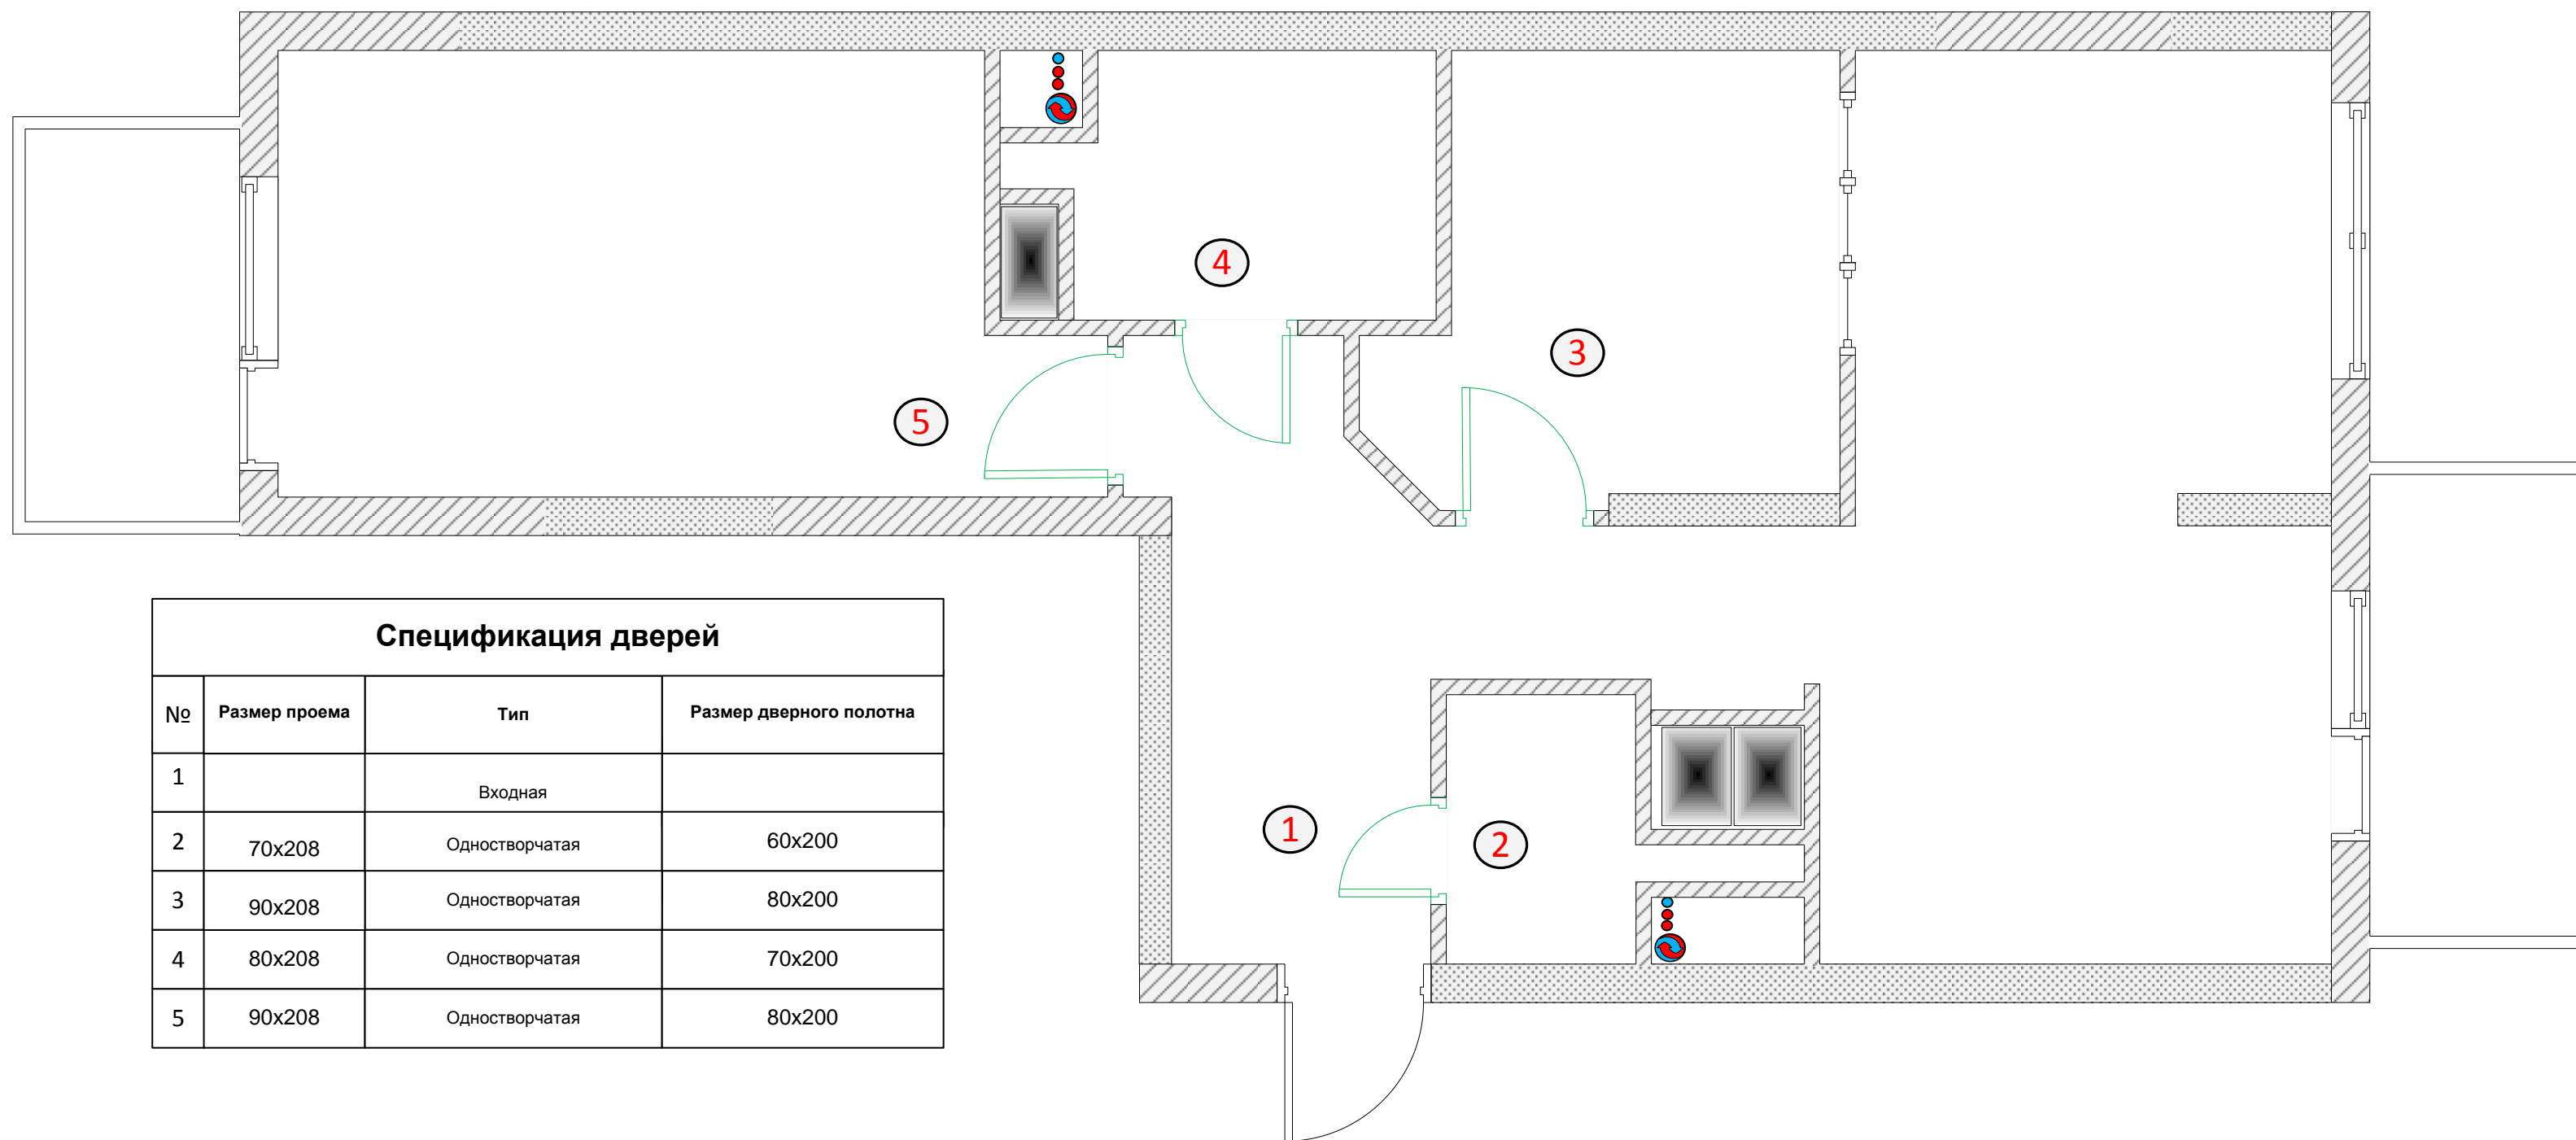 4
3
5
Спецификация дверей
№ Размер проема Тип Размер дверного полотна
1 Входная
2 70x208 Одностворчатая 60x200
3 90x208 Одностворчатая 80x200
4 80x208 Одностворчатая 70x200
5 90x208 Одностворчатая 80x200
1
2